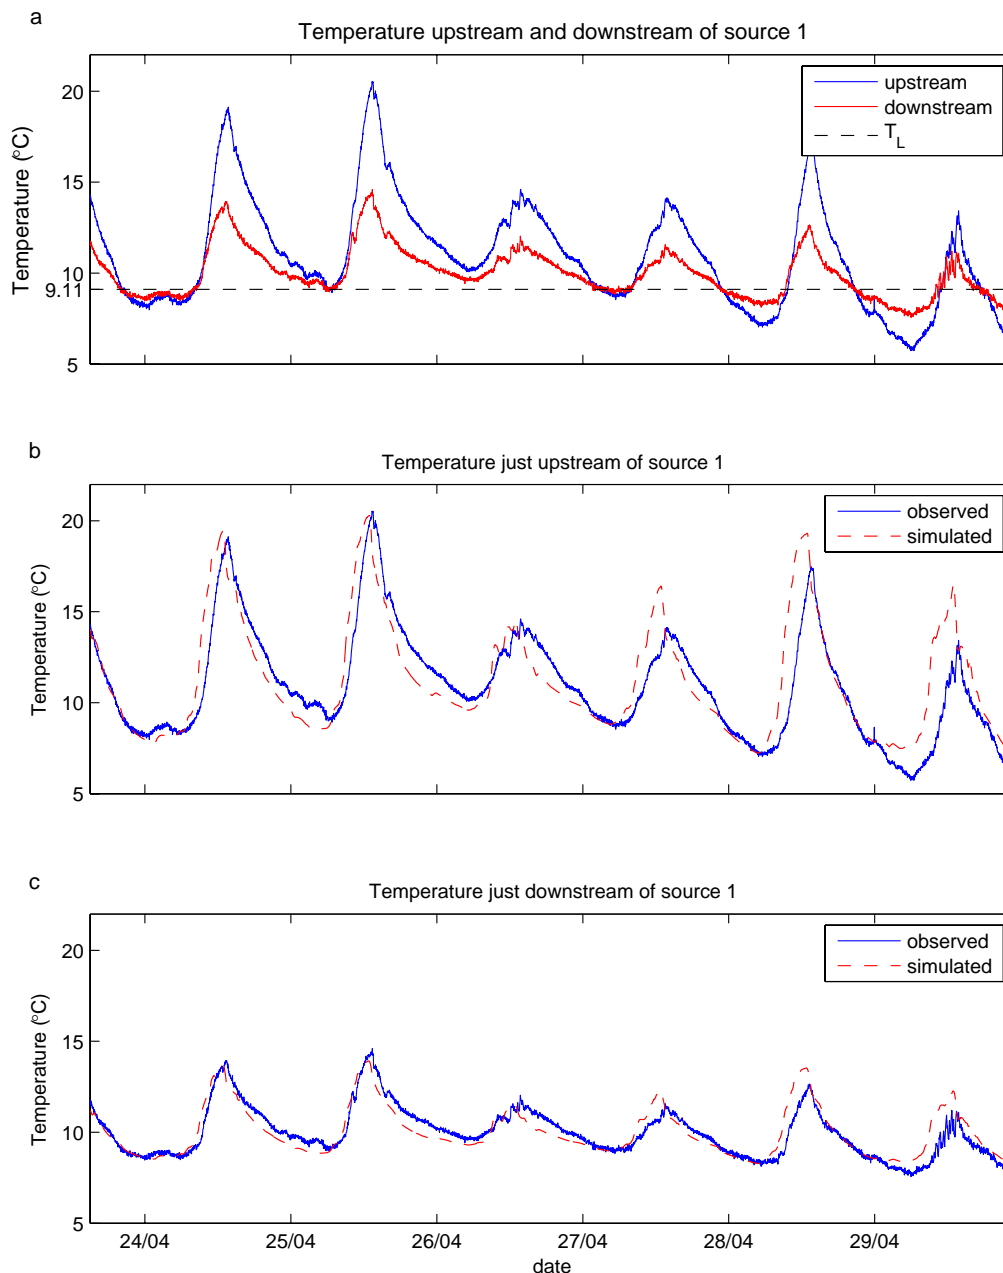 a
Temperature upstream and downstream of source 1
Temperature (°C)
20
15
10
9.11
5
upstream
downstream
T_L
b
Temperature just upstream of source 1
Temperature (°C)
20
15
10
5
observed
simulated
c
Temperature just downstream of source 1
Temperature (°C)
20
15
10
5
observed
simulated
24/04 25/04 26/04 27/04 28/04 29/04
date